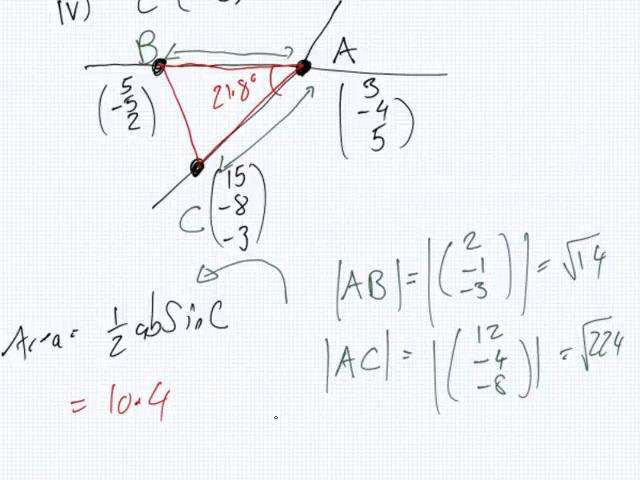 (V)
B
A
21.8°
(5 -5 2)
(3 -4 5)
C (15 -8 -3)
|AB| = |(2 -1 -3)| = √14
Area = 1/2 ab Sin C
|AC| = |(12 -4 -8)| = √224
= 10.4